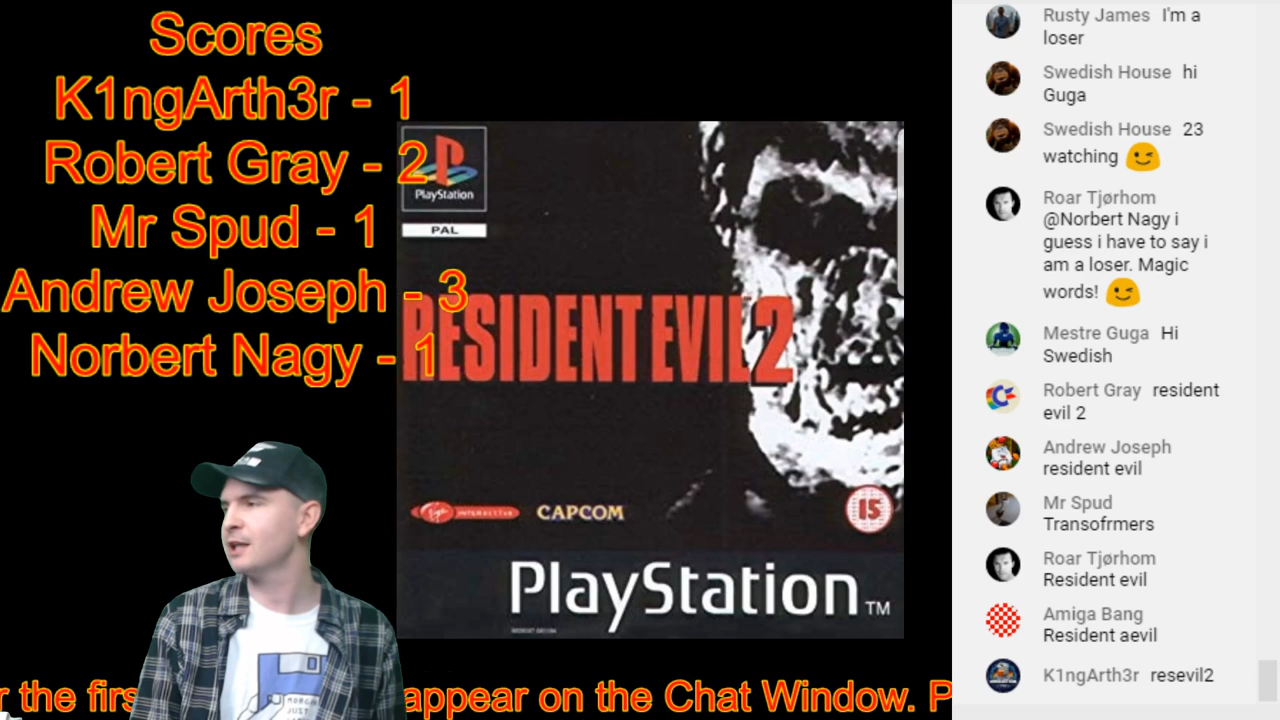 Scores
K1ngArth3r - 1
Robert Gray - 2
Mr Spud - 1
Andrew Joseph - 3
Norbert Nagy - 1
PlayStation
PAL
RESIDENT EVIL 2
CAPCOM
15
PlayStation TM
r the firs
appear on the Chat Window. P
Rusty James I'm a
loser
Swedish House hi
Guga
Swedish House 23
watching 😉
Roar Tjørhom
@Norbert Nagy i
guess i have to say i
am a loser. Magic
words! 😉
Mestre Guga Hi
Swedish
Robert Gray resident
evil 2
Andrew Joseph
resident evil
Mr Spud
Transofrmers
Roar Tjørhom
Resident evil
Amiga Bang
Resident aevil
K1ngArth3r resevil2